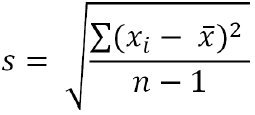 s = √(∑(xᵢ − x̄)² / (n − 1))